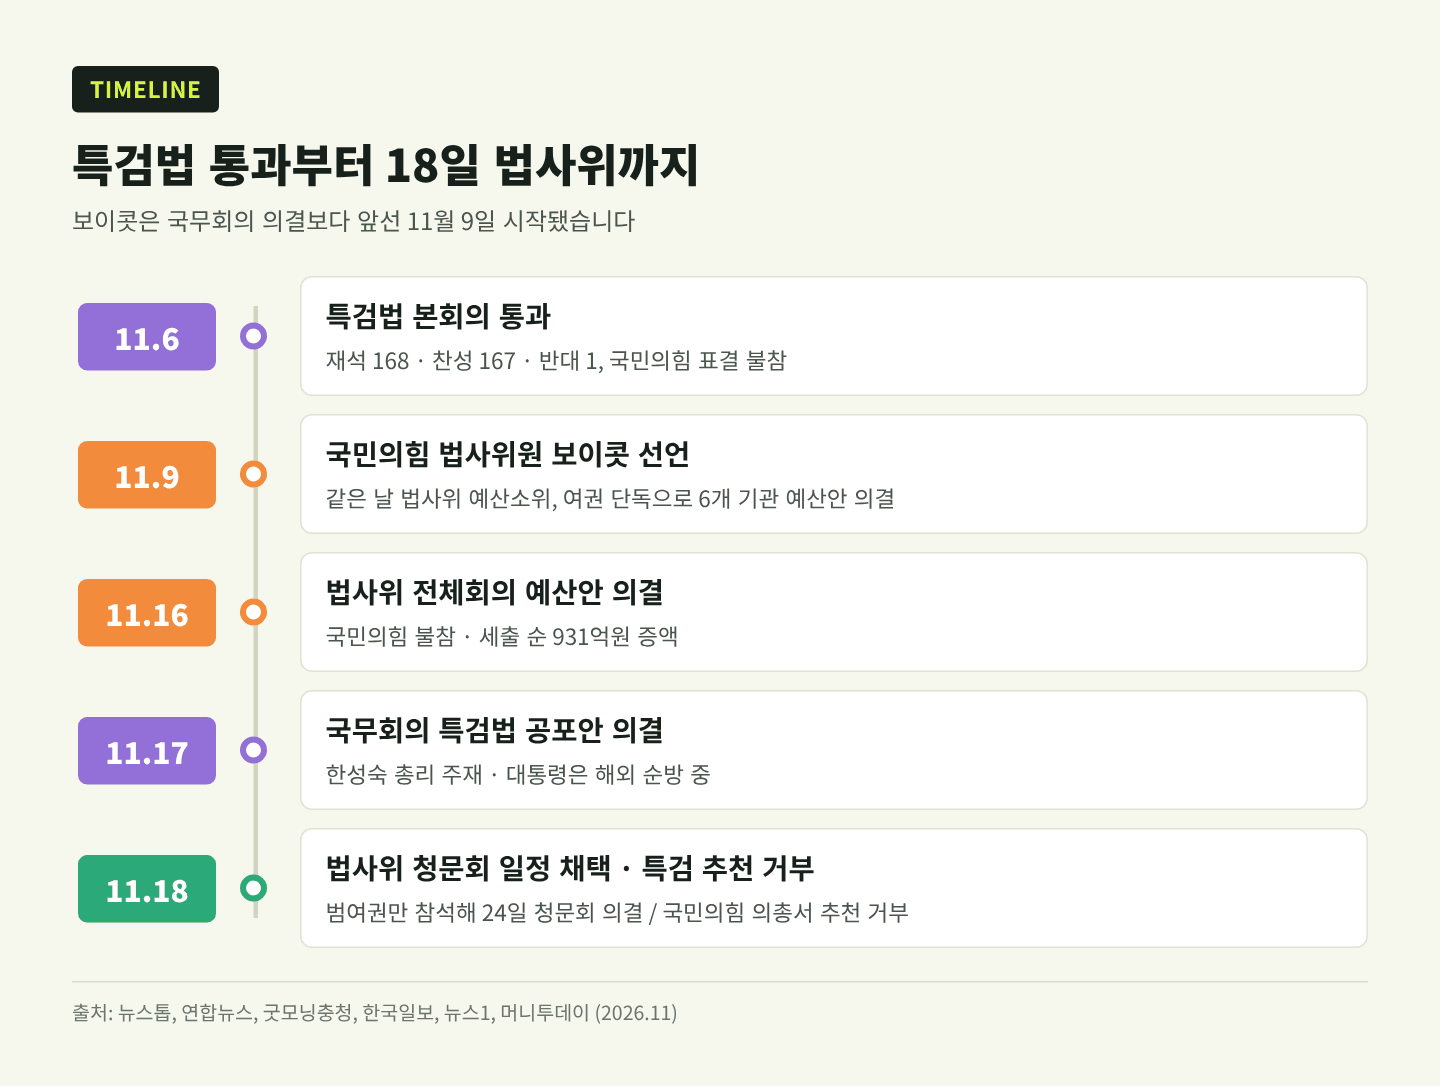 TIMELINE
특검법 통과부터 18일 법사위까지
보이콧은 국무회의 의결보다 앞선 11월 9일 시작됐습니다
11.6
특검법 본회의 통과
재석 168 · 찬성 167 · 반대 1, 국민의힘 표결 불참
11.9
국민의힘 법사위원 보이콧 선언
같은 날 법사위 예산소위, 여권 단독으로 6개 기관 예산안 의결
11.16
법사위 전체회의 예산안 의결
국민의힘 불참 · 세출 순 931억원 증액
11.17
국무회의 특검법 공포안 의결
한성숙 총리 주재 · 대통령은 해외 순방 중
11.18
법사위 청문회 일정 채택 · 특검 추천 거부
범여권만 참석해 24일 청문회 의결 / 국민의힘 의총서 추천 거부
출처: 뉴스톱, 연합뉴스, 굿모닝충청, 한국일보, 뉴스1, 머니투데이 (2026.11)